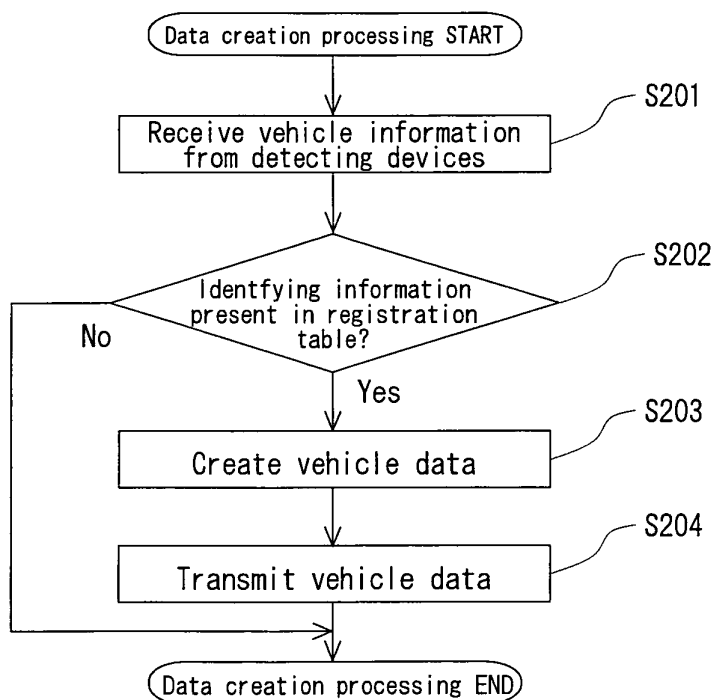 Data creation processing START
S201
Receive vehicle information
from detecting devices
S202
Identfying information
present in registration
table?
No
Yes
S203
Create vehicle data
S204
Transmit vehicle data
Data creation processing END